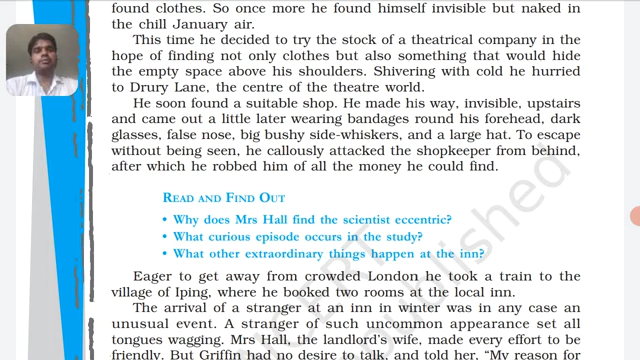 found clothes. So once more he found himself invisible but naked in
the chill January air.
This time he decided to try the stock of a theatrical company in the
hope of finding not only clothes but also something that would hide
the empty space above his shoulders. Shivering with cold he hurried
to Drury Lane, the centre of the theatre world.
He soon found a suitable shop. He made his way, invisible, upstairs
and came out a little later wearing bandages round his forehead, dark
glasses, false nose, big bushy side-whiskers, and a large hat. To escape
without being seen, he callously attacked the shopkeeper from behind,
after which he robbed him of all the money he could find.
READ AND FIND OUT
• Why does Mrs Hall find the scientist eccentric?
• What curious episode occurs in the study?
• What other extraordinary things happen at the inn?
Eager to get away from crowded London he took a train to the
village of Iping, where he booked two rooms at the local inn.
The arrival of a stranger at an inn in winter was in any case an
unusual event. A stranger of such uncommon appearance set all
tongues wagging. Mrs Hall, the landlord's wife, made every effort to be
friendly. But Griffin had no desire to talk, and told her, "My reason for
published